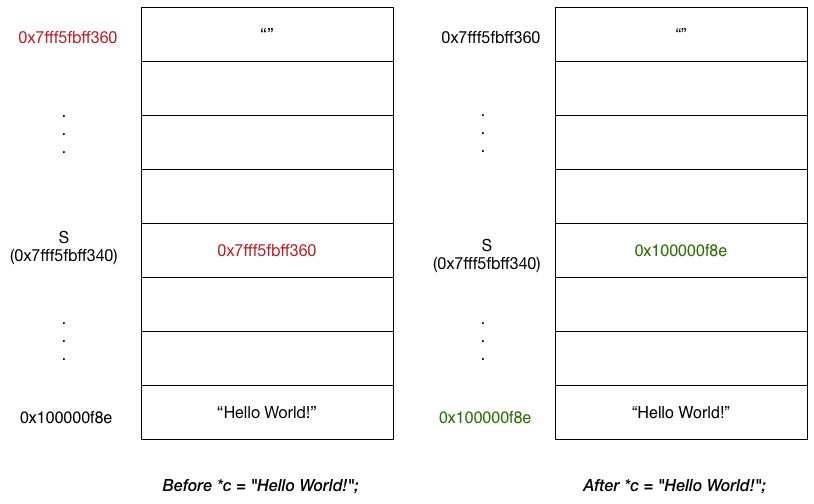 0x7fff5fbff360
“”
.
.
.
S
(0x7fff5fbff340)
0x7fff5fbff360
.
.
.
0x100000f8e
“Hello World!”
Before *c = "Hello World!";
0x7fff5fbff360
“”
.
.
.
S
(0x7fff5fbff340)
0x100000f8e
.
.
.
0x100000f8e
“Hello World!”
After *c = "Hello World!";